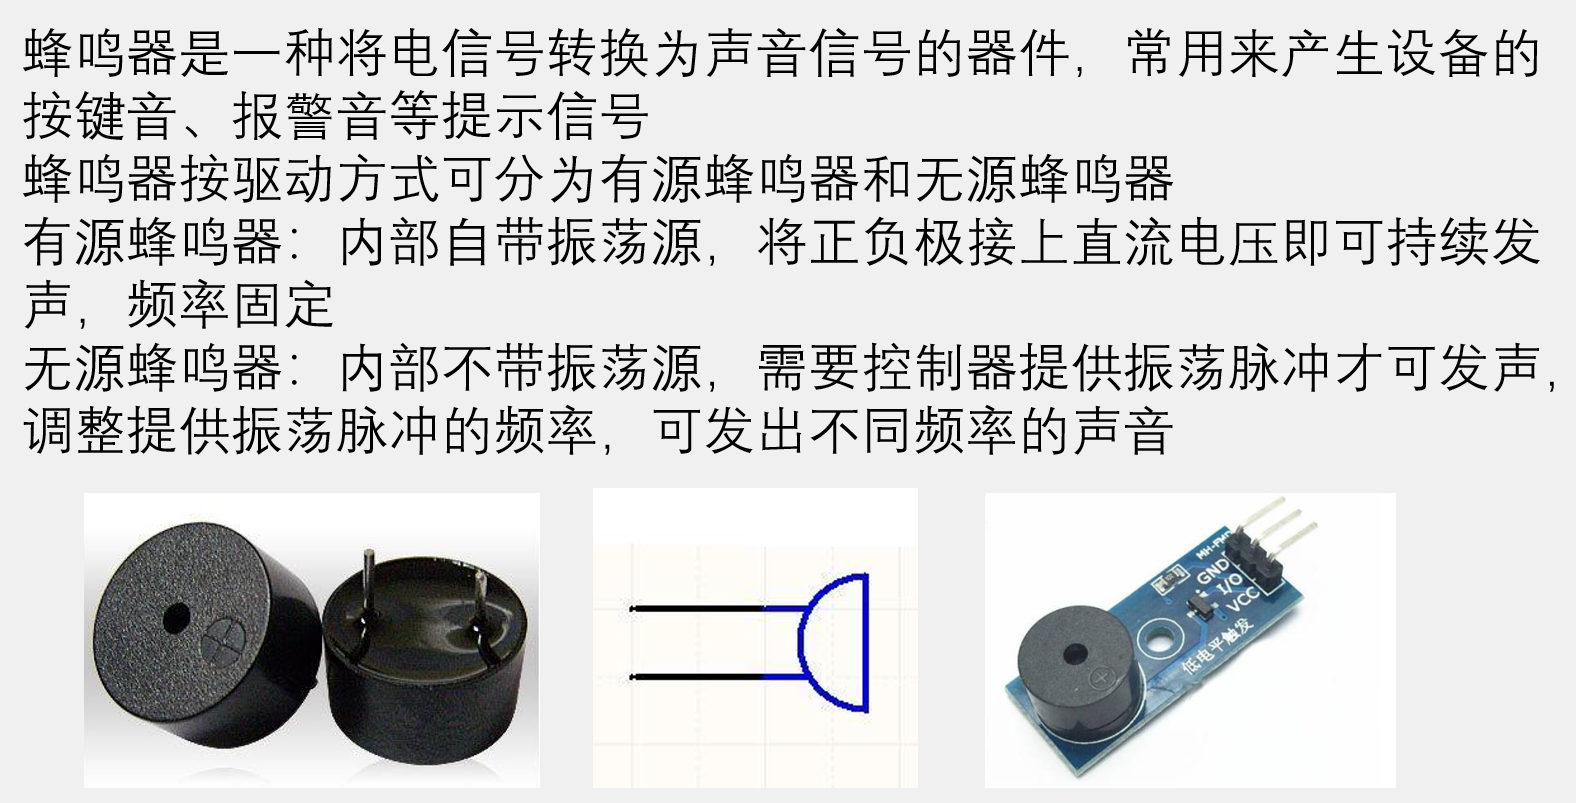 蜂鸣器是一种将电信号转换为声音信号的器件，常用来产生设备的
按键音、报警音等提示信号
蜂鸣器按驱动方式可分为有源蜂鸣器和无源蜂鸣器
有源蜂鸣器：内部自带振荡源，将正负极接上直流电压即可持续发
声，频率固定
无源蜂鸣器：内部不带振荡源，需要控制器提供振荡脉冲才可发声，
调整提供振荡脉冲的频率，可发出不同频率的声音
GND
I/O
VCC
低电平触发